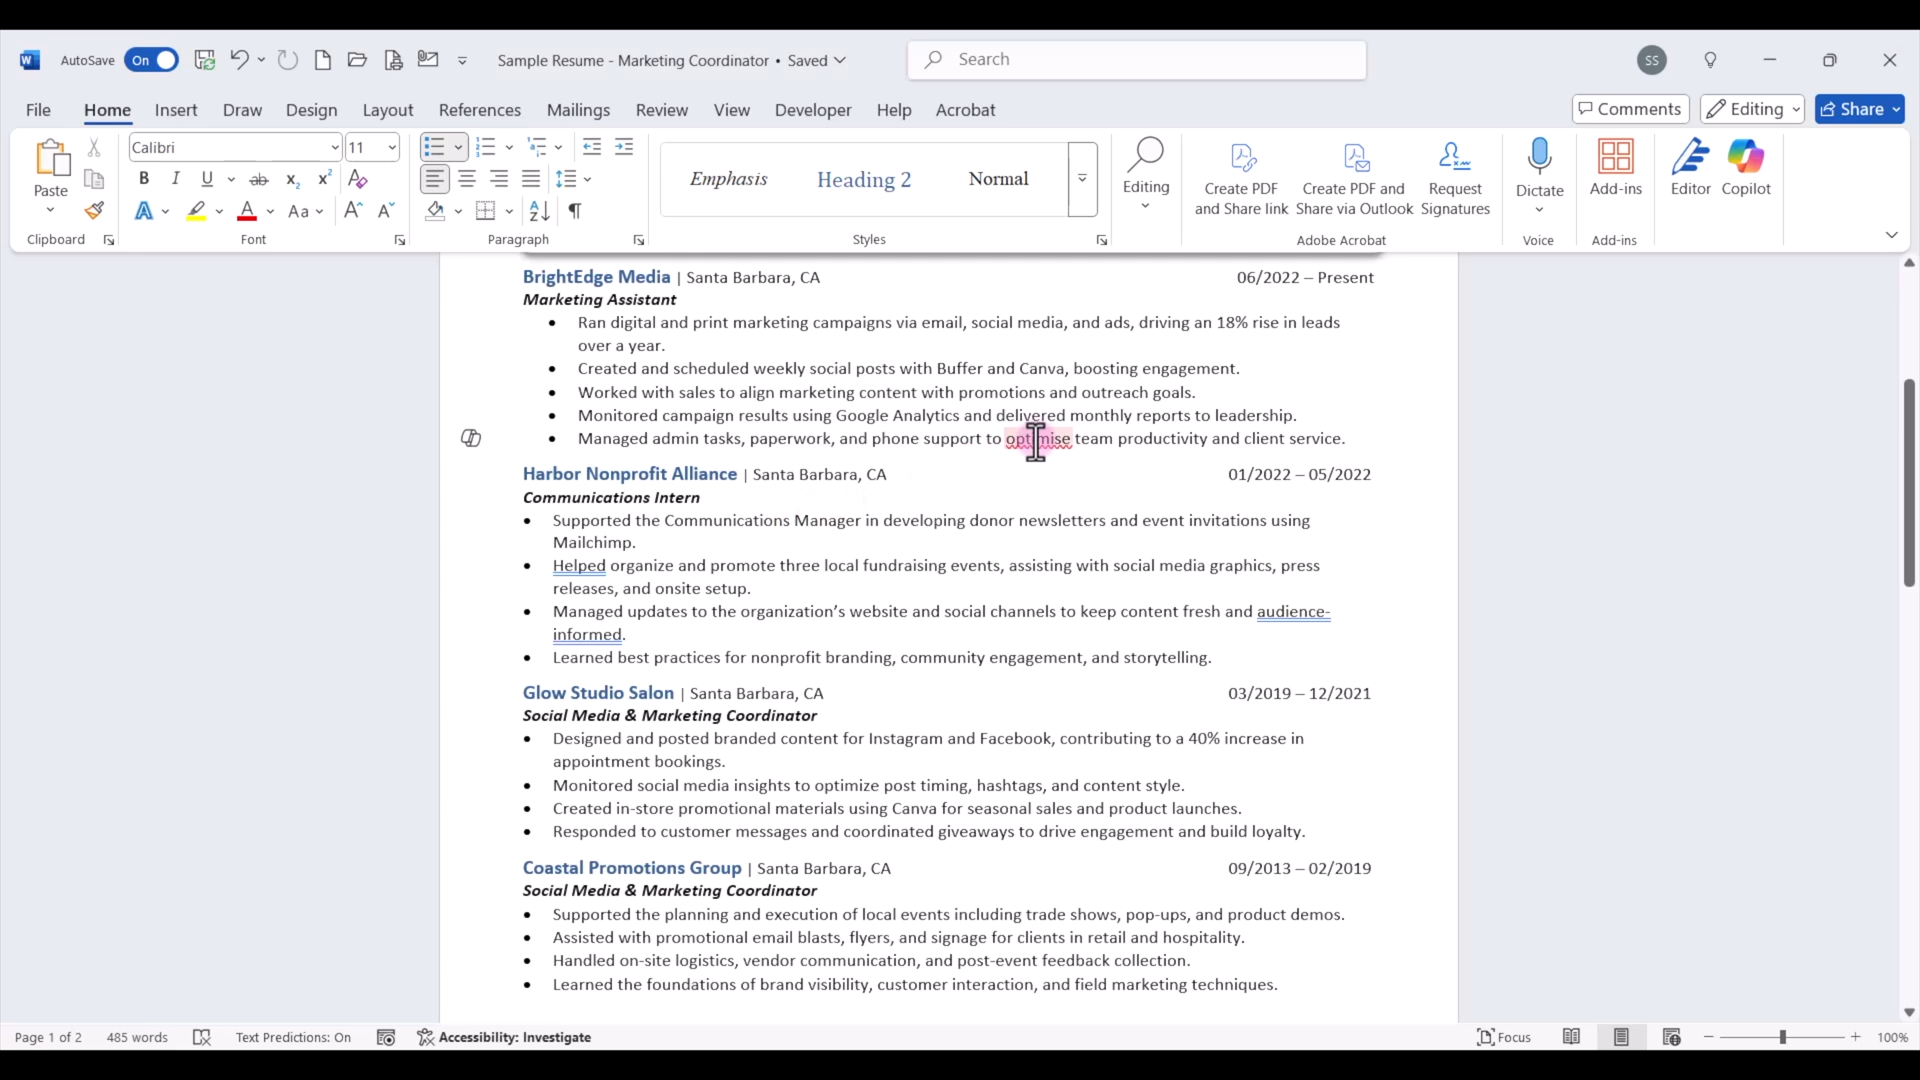 AutoSave On Sample Resume - Marketing Coordinator • Saved Search SS
File Home Insert Draw Design Layout References Mailings Review View Developer Help Acrobat Comments Editing Share
Calibri 11
Emphasis Heading 2 Normal
Paste Editing Create PDF and Share link Create PDF and Share via Outlook Request Signatures Dictate Add-ins Editor Copilot
Clipboard Font Paragraph Styles Adobe Acrobat Voice Add-ins
BrightEdge Media | Santa Barbara, CA 06/2022 – Present
Marketing Assistant
• Ran digital and print marketing campaigns via email, social media, and ads, driving an 18% rise in leads
over a year.
• Created and scheduled weekly social posts with Buffer and Canva, boosting engagement.
• Worked with sales to align marketing content with promotions and outreach goals.
• Monitored campaign results using Google Analytics and delivered monthly reports to leadership.
• Managed admin tasks, paperwork, and phone support to optimise team productivity and client service.
Harbor Nonprofit Alliance | Santa Barbara, CA 01/2022 – 05/2022
Communications Intern
• Supported the Communications Manager in developing donor newsletters and event invitations using
Mailchimp.
• Helped organize and promote three local fundraising events, assisting with social media graphics, press
releases, and onsite setup.
• Managed updates to the organization’s website and social channels to keep content fresh and audience-
informed.
• Learned best practices for nonprofit branding, community engagement, and storytelling.
Glow Studio Salon | Santa Barbara, CA 03/2019 – 12/2021
Social Media & Marketing Coordinator
• Designed and posted branded content for Instagram and Facebook, contributing to a 40% increase in
appointment bookings.
• Monitored social media insights to optimize post timing, hashtags, and content style.
• Created in-store promotional materials using Canva for seasonal sales and product launches.
• Responded to customer messages and coordinated giveaways to drive engagement and build loyalty.
Coastal Promotions Group | Santa Barbara, CA 09/2013 – 02/2019
Social Media & Marketing Coordinator
• Supported the planning and execution of local events including trade shows, pop-ups, and product demos.
• Assisted with promotional email blasts, flyers, and signage for clients in retail and hospitality.
• Handled on-site logistics, vendor communication, and post-event feedback collection.
• Learned the foundations of brand visibility, customer interaction, and field marketing techniques.
Page 1 of 2 485 words Text Predictions: On Accessibility: Investigate Focus 100%